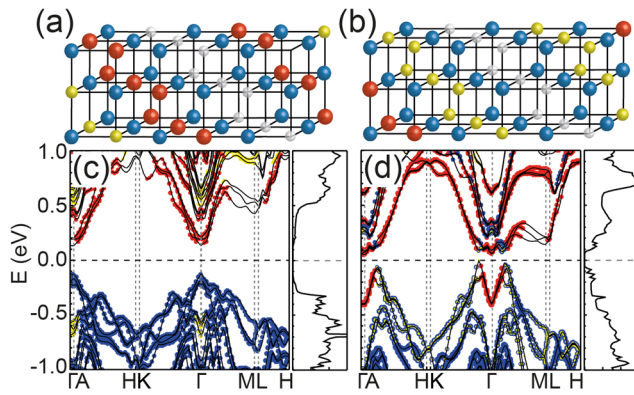 (a) (b)
(c) (d)
E (eV)
1.0
0.5
0.0
-0.5
-1.0
ΓA HK Γ ML H ΓA HK Γ ML H